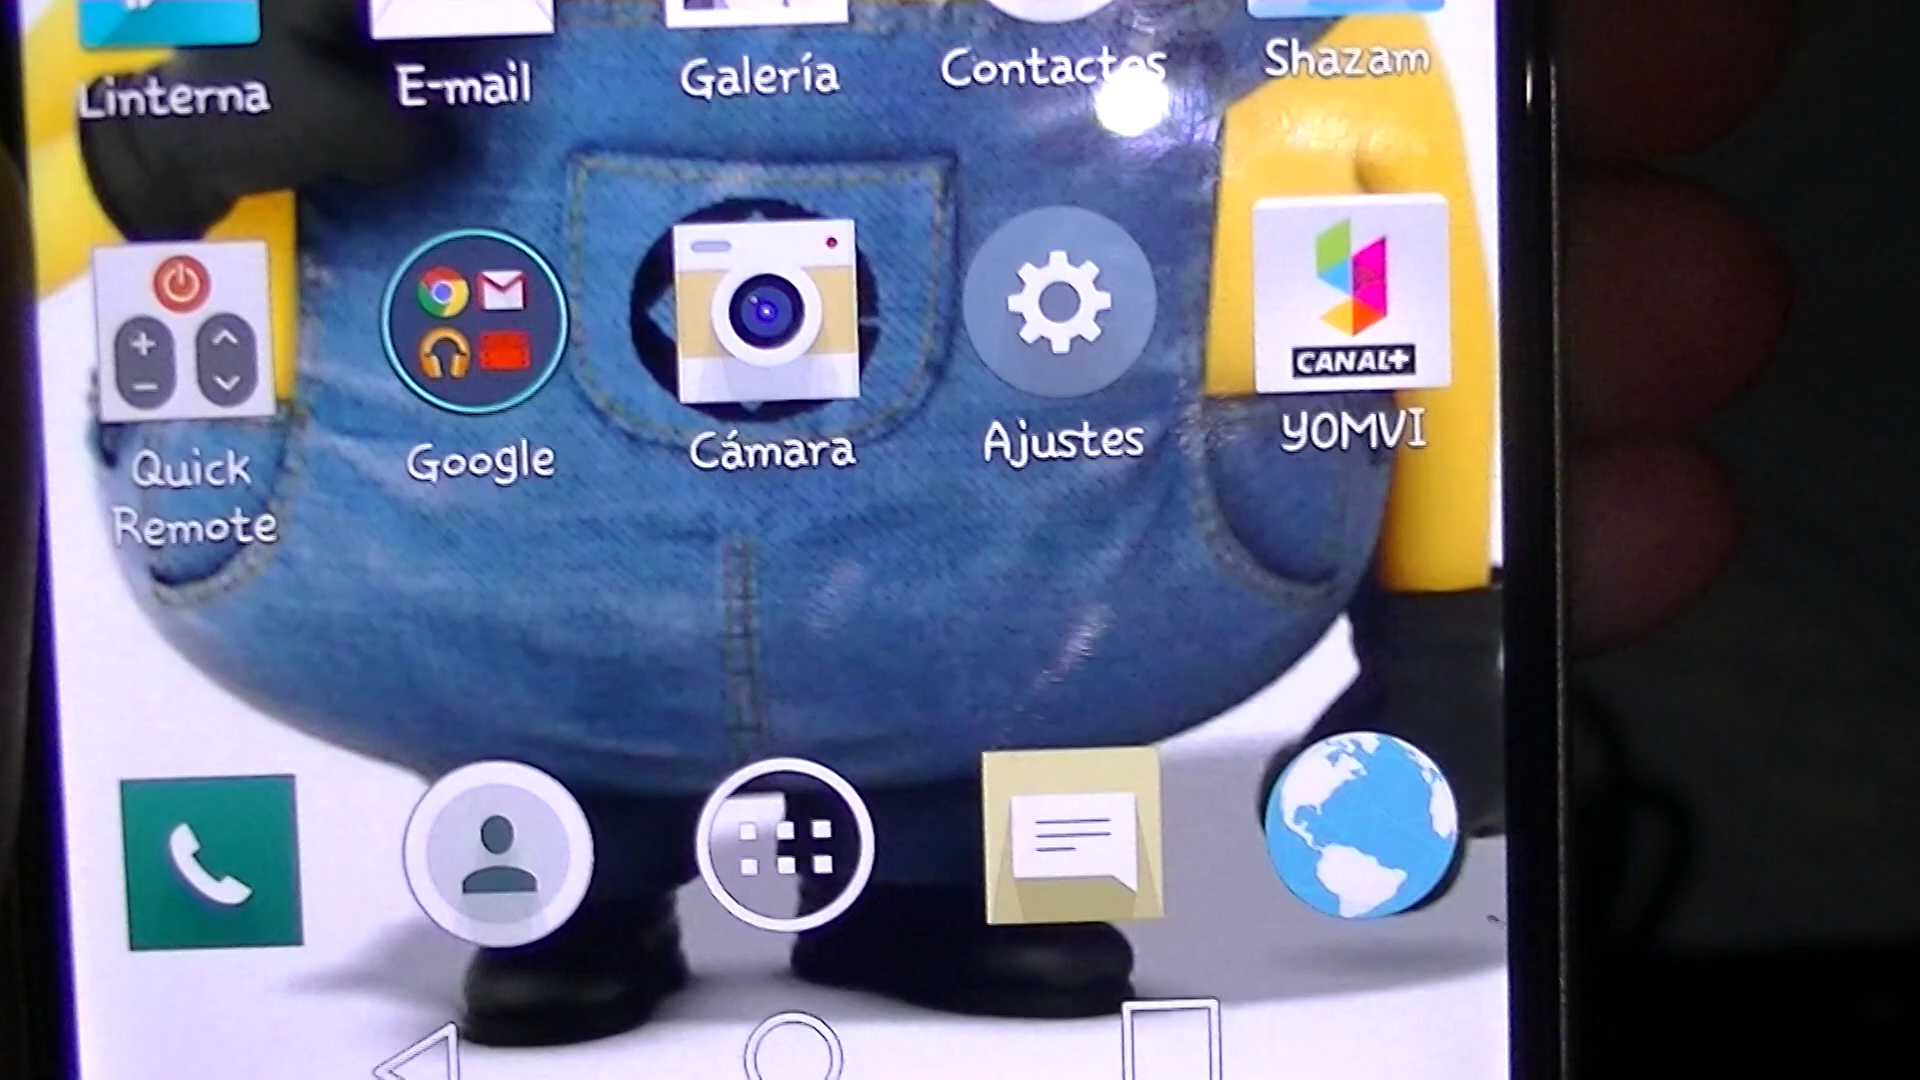 Linterna
E-mail
Galería
Contactos
Shazam
CANAL+
Quick
Remote
Google
Cámara
Ajustes
YOMVI